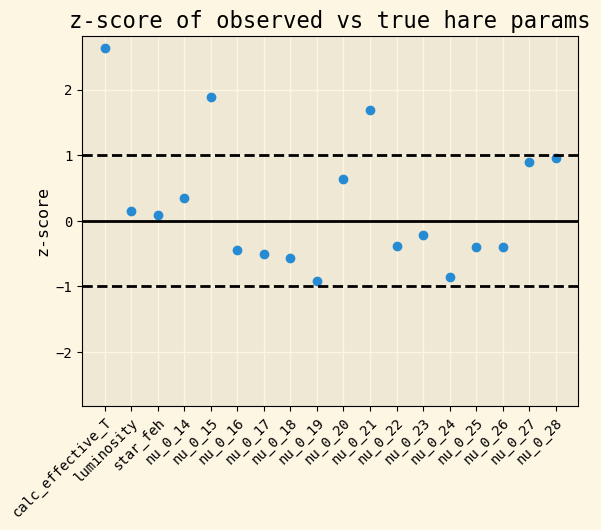 z-score of observed vs true hare params
z-score
2
1
0
−1
−2
calc_effective_T
luminosity
star_feh
nu_0_14
nu_0_15
nu_0_16
nu_0_17
nu_0_18
nu_0_19
nu_0_20
nu_0_21
nu_0_22
nu_0_23
nu_0_24
nu_0_25
nu_0_26
nu_0_27
nu_0_28